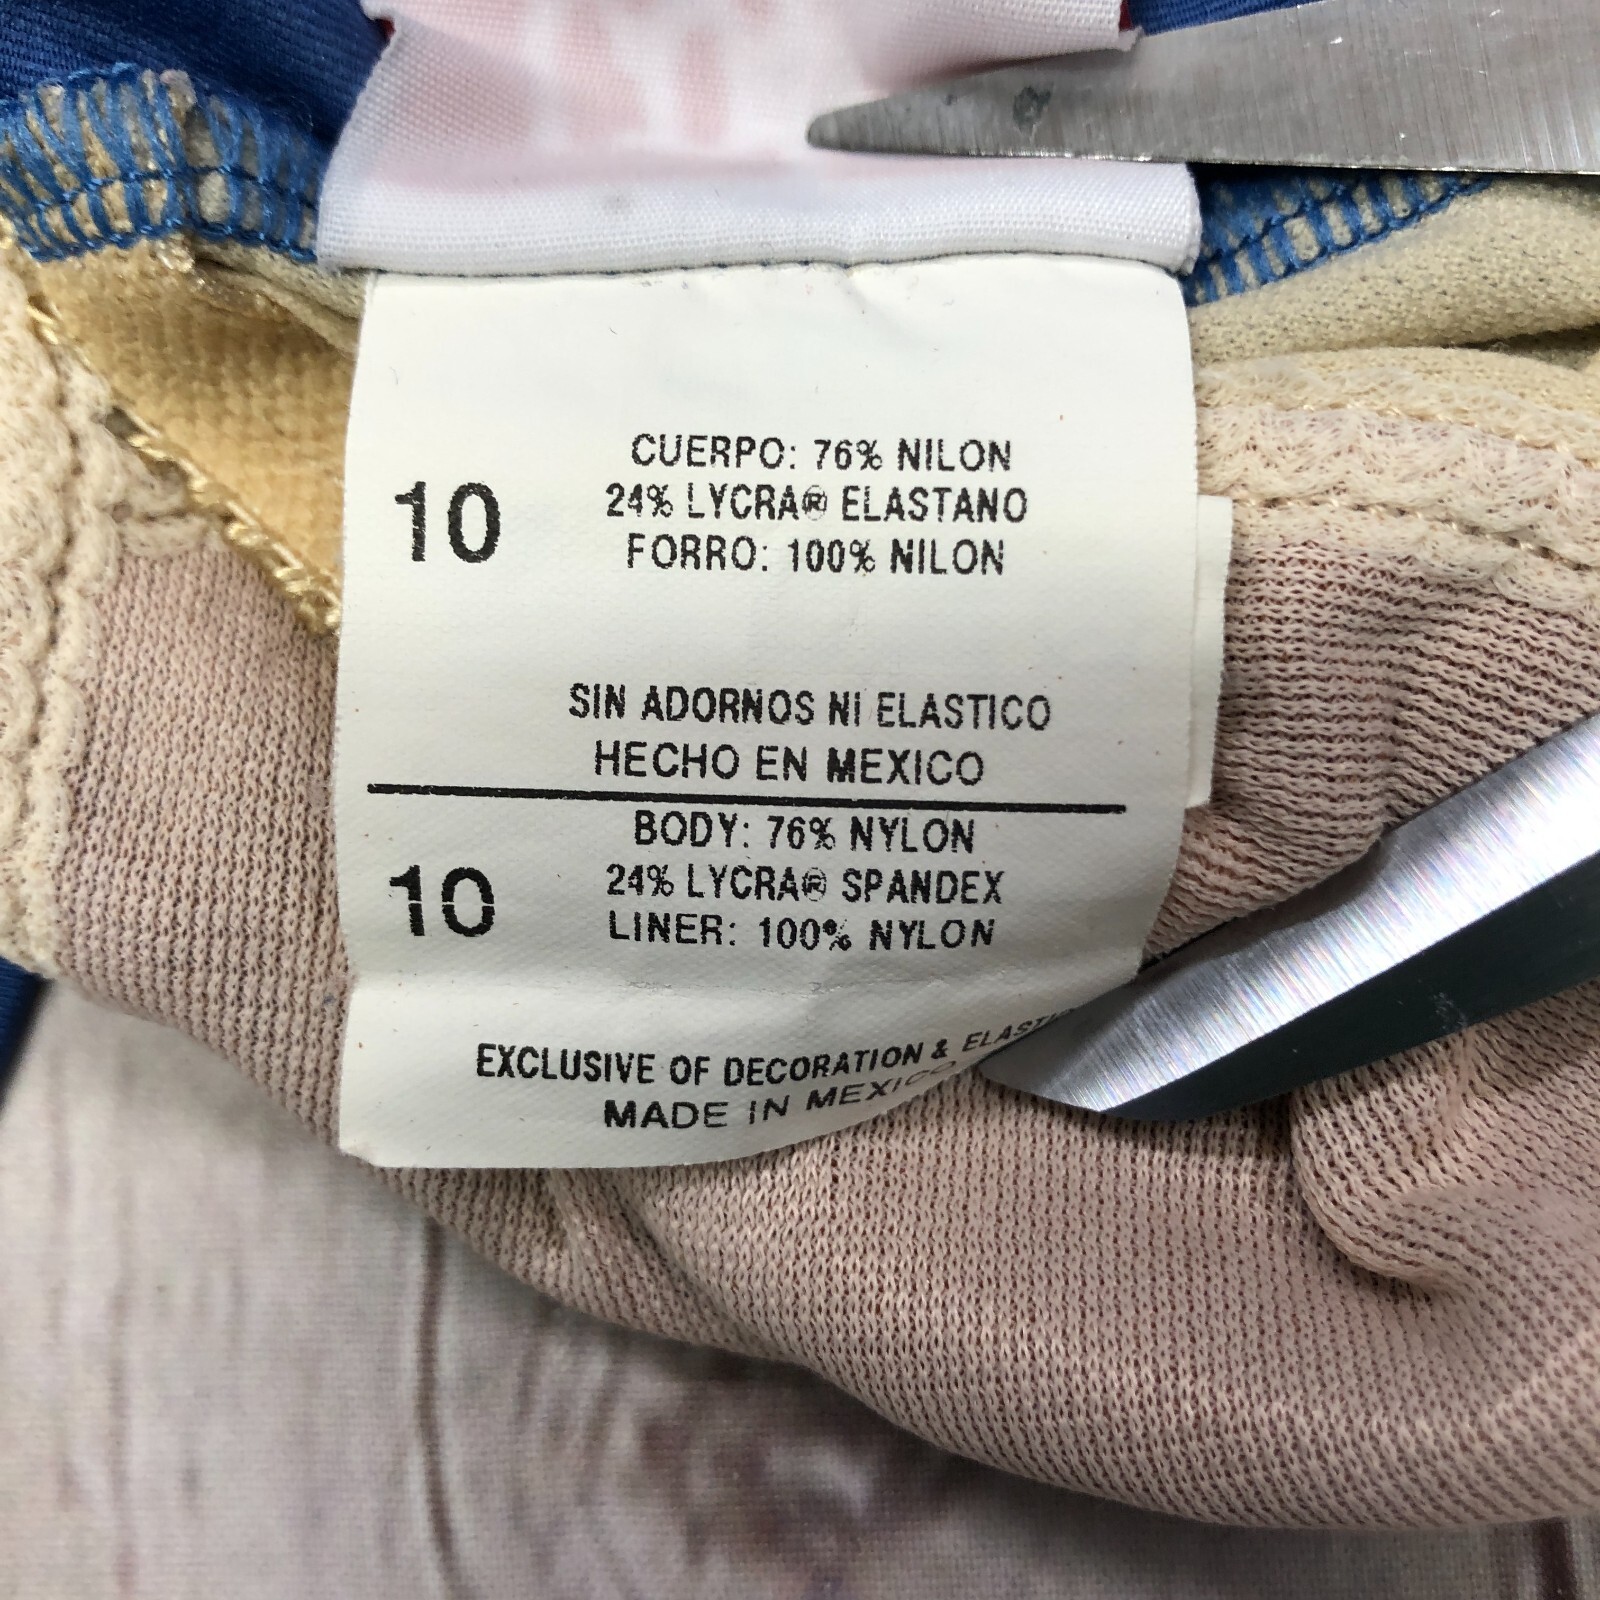 10
CUERPO: 76% NILON
24% LYCRA® ELASTANO
FORRO: 100% NILON
SIN ADORNOS NI ELASTICO
HECHO EN MEXICO
10
BODY: 76% NYLON
24% LYCRA® SPANDEX
LINER: 100% NYLON
EXCLUSIVE OF DECORATION &
MADE IN MEXICO